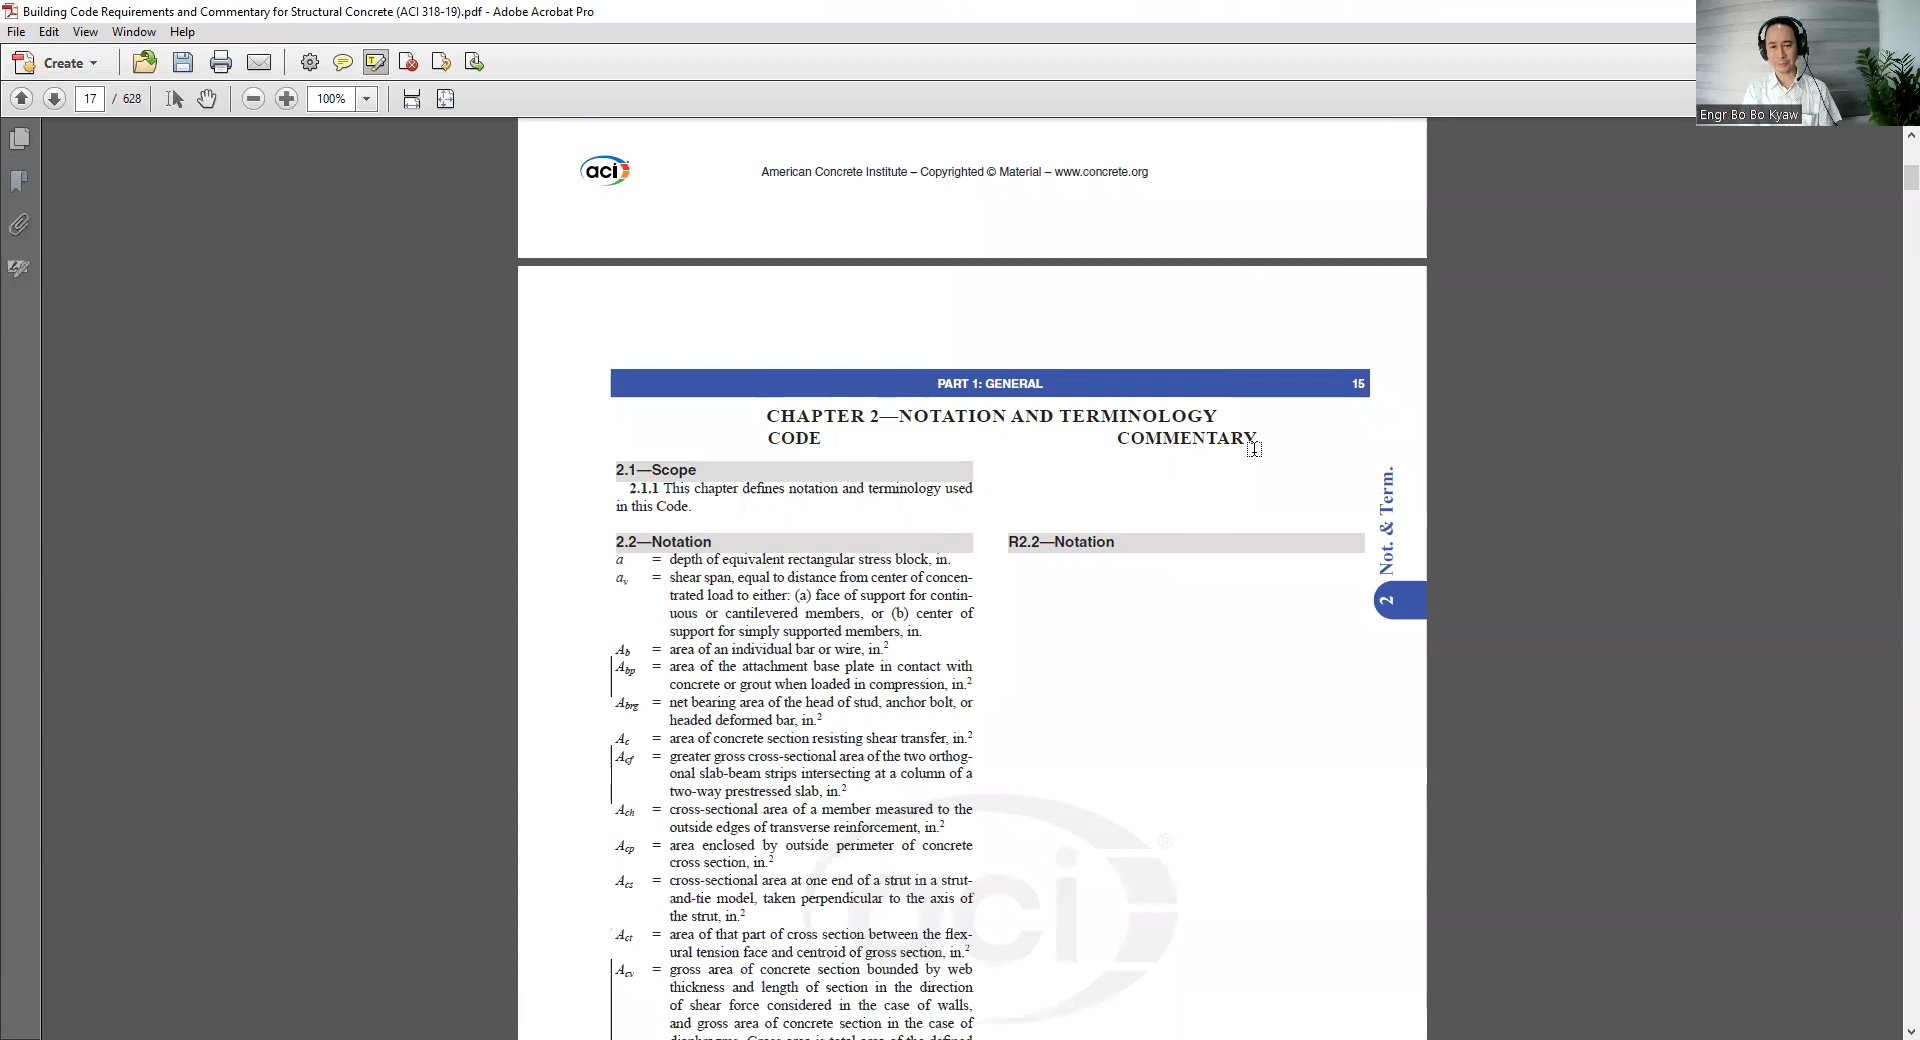 Building Code Requirements and Commentary for Structural Concrete (ACI 318-19).pdf - Adobe Acrobat Pro
File Edit View Window Help
Create
17 / 628 100%
Engr Bo Bo Kyaw
aci
American Concrete Institute – Copyrighted © Material – www.concrete.org
PART 1: GENERAL 15
CHAPTER 2—NOTATION AND TERMINOLOGY
CODE COMMENTARY
2.1—Scope
2.1.1 This chapter defines notation and terminology used
in this Code.
2.2—Notation
a = depth of equivalent rectangular stress block, in.
av = shear span, equal to distance from center of concen-
trated load to either: (a) face of support for contin-
uous or cantilevered members, or (b) center of
support for simply supported members, in.
Ab = area of an individual bar or wire, in.2
Abp = area of the attachment base plate in contact with
concrete or grout when loaded in compression, in.2
Abrg = net bearing area of the head of stud, anchor bolt, or
headed deformed bar, in.2
Ac = area of concrete section resisting shear transfer, in.2
Acf = greater gross cross-sectional area of the two orthog-
onal slab-beam strips intersecting at a column of a
two-way prestressed slab, in.2
Ach = cross-sectional area of a member measured to the
outside edges of transverse reinforcement, in.2
Acp = area enclosed by outside perimeter of concrete
cross section, in.2
Acs = cross-sectional area at one end of a strut in a strut-
and-tie model, taken perpendicular to the axis of
the strut, in.2
Act = area of that part of cross section between the flex-
ural tension face and centroid of gross section, in.2
Acv = gross area of concrete section bounded by web
thickness and length of section in the direction
of shear force considered in the case of walls,
and gross area of concrete section in the case of
R2.2—Notation
Not. & Term.
2
aci
®